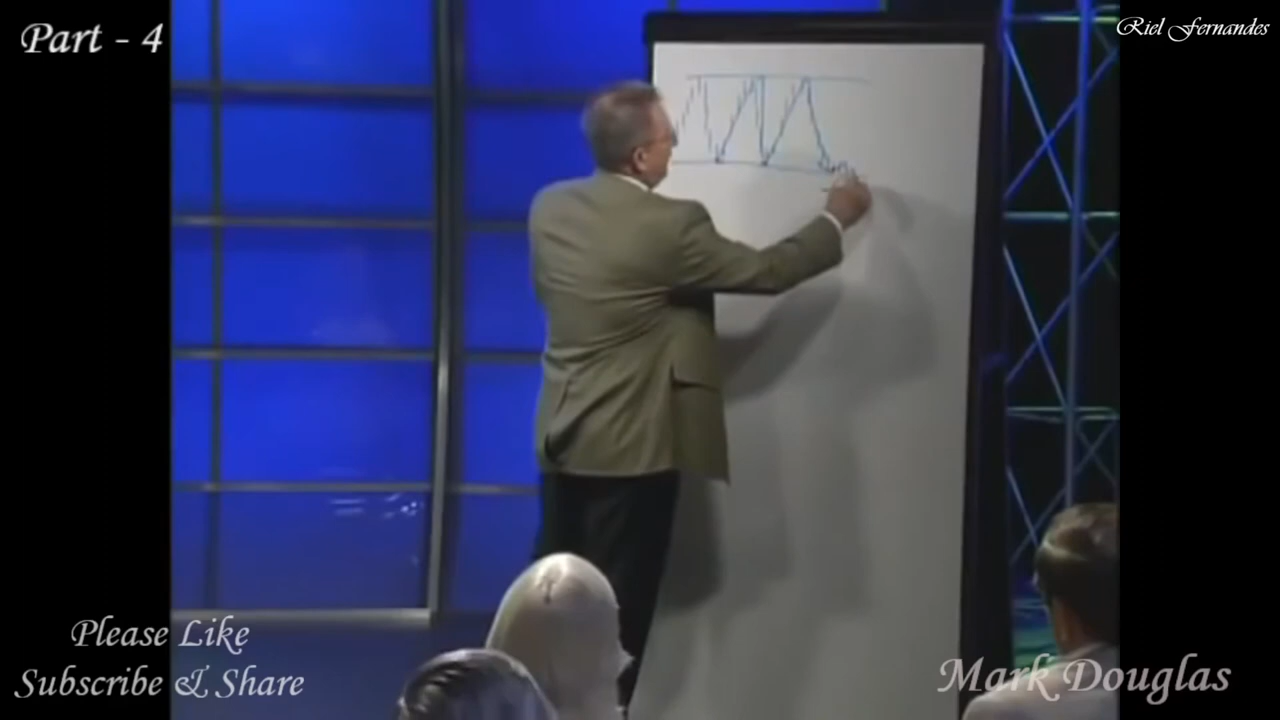 Part - 4
Riel Fernandes
Please Like
Subscribe & Share
Mark Douglas